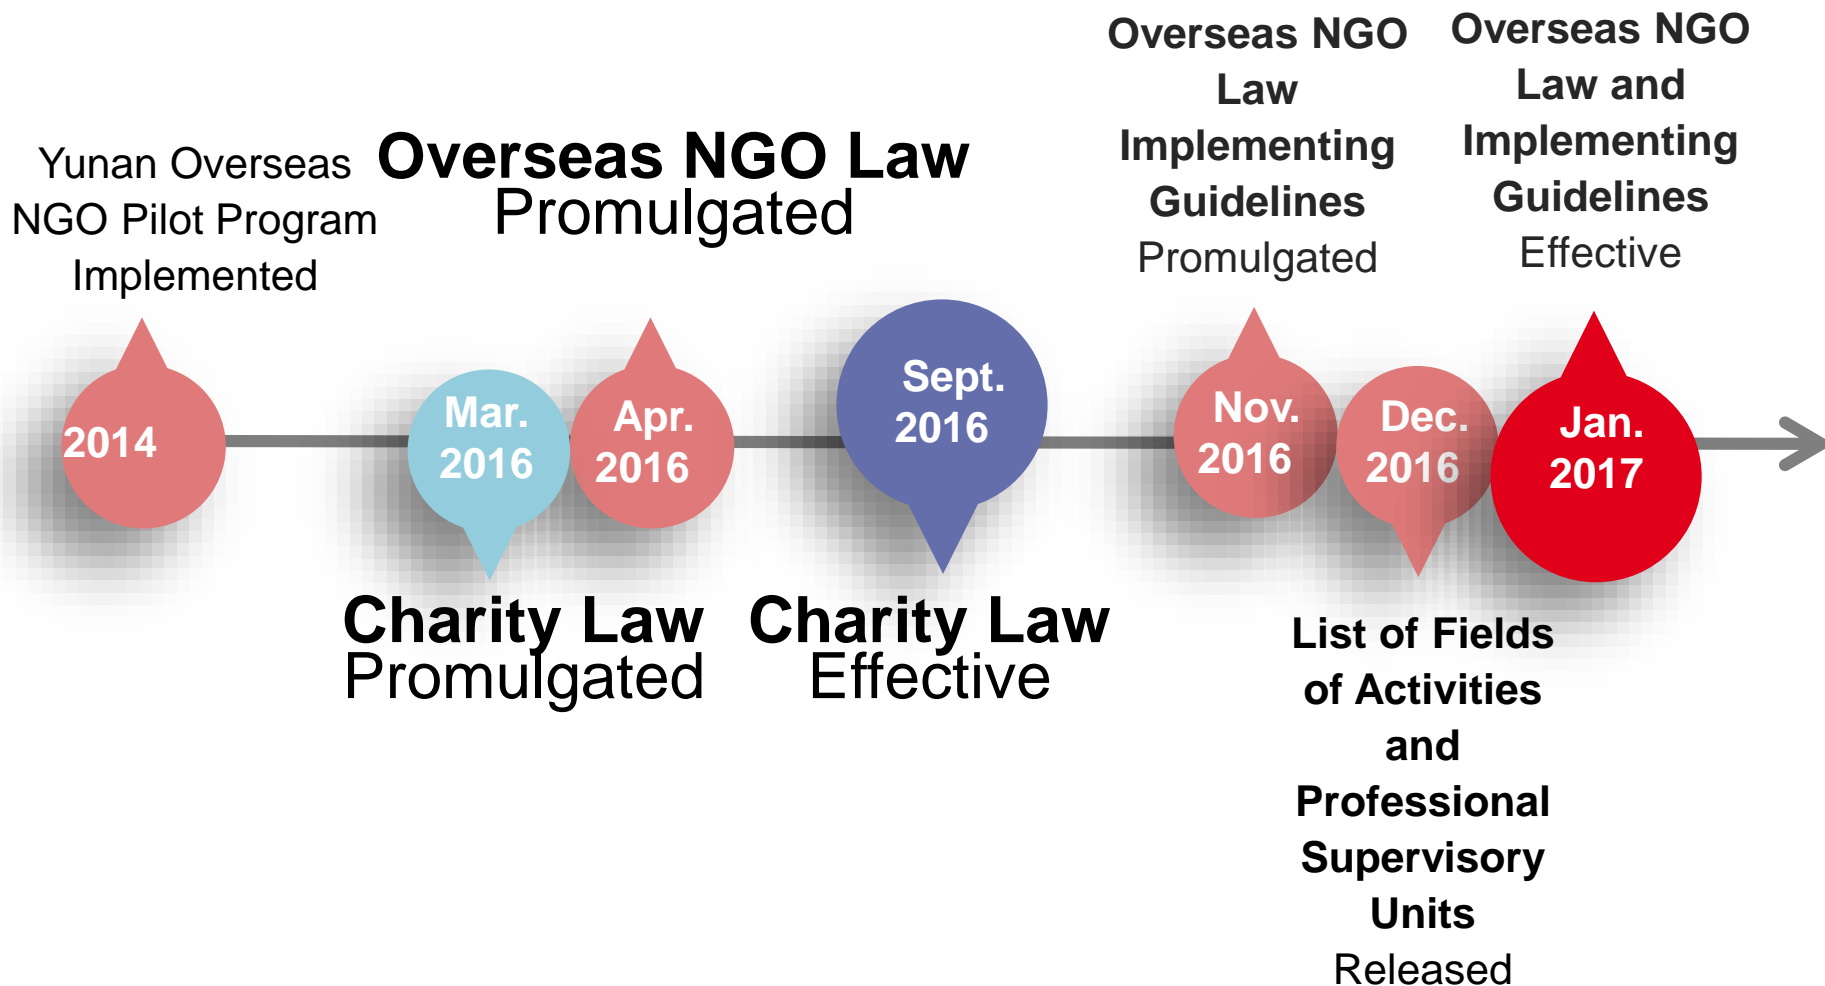 Yunan Overseas
NGO Pilot Program
Implemented
2014
Mar.
2016
Charity Law
Promulgated
Overseas NGO Law
Promulgated
Apr.
2016
Sept.
2016
Charity Law
Effective
Overseas NGO
Law
Implementing
Guidelines
Promulgated
Nov.
2016
Dec.
2016
List of Fields
of Activities
and
Professional
Supervisory
Units
Released
Overseas NGO
Law and
Implementing
Guidelines
Effective
Jan.
2017